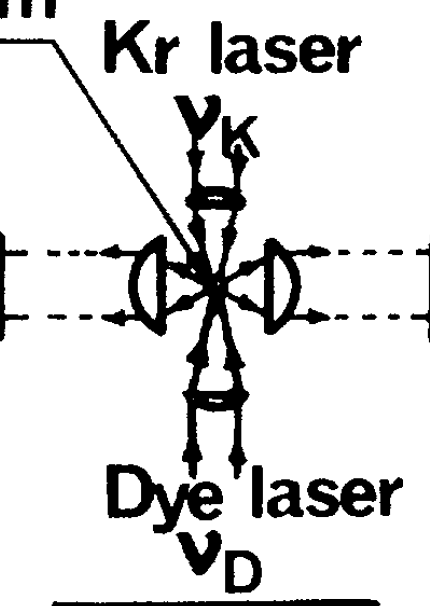 Kr laser
νK
Dye laser
νD